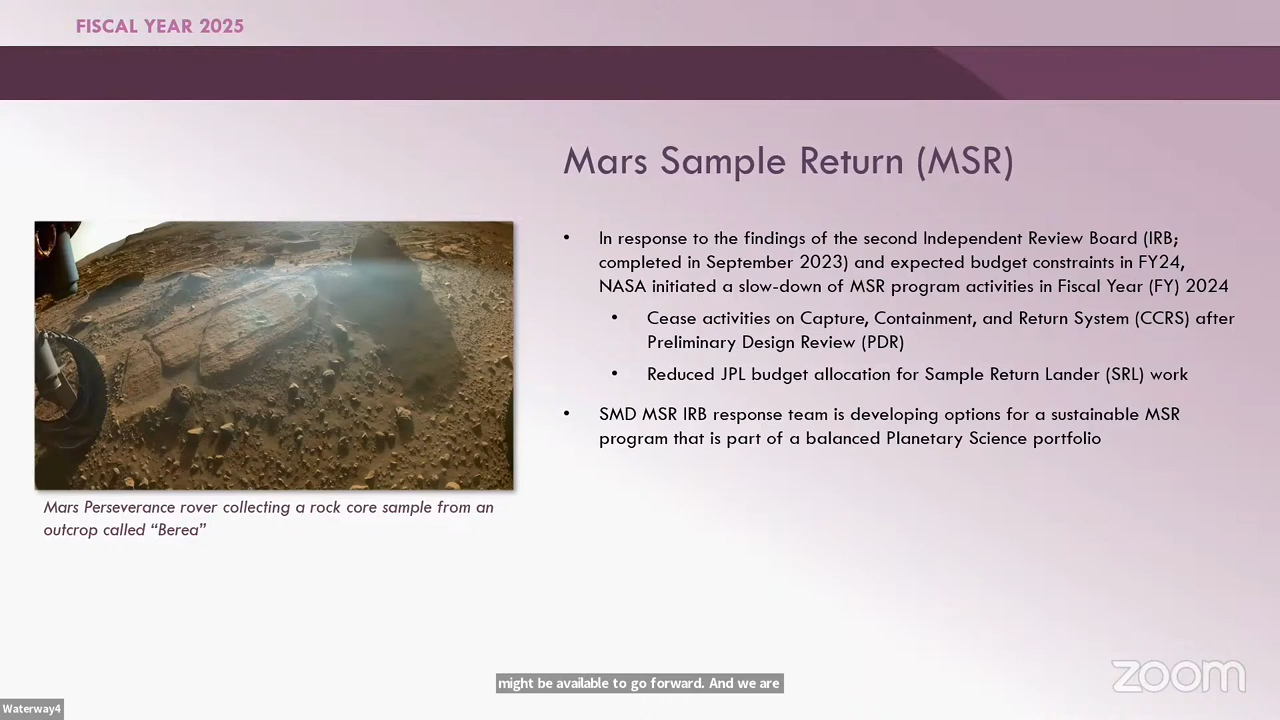 FISCAL YEAR 2025
Mars Sample Return (MSR)
• In response to the findings of the second Independent Review Board (IRB;
completed in September 2023) and expected budget constraints in FY24,
NASA initiated a slow-down of MSR program activities in Fiscal Year (FY) 2024
• Cease activities on Capture, Containment, and Return System (CCRS) after
Preliminary Design Review (PDR)
• Reduced JPL budget allocation for Sample Return Lander (SRL) work
• SMD MSR IRB response team is developing options for a sustainable MSR
program that is part of a balanced Planetary Science portfolio
Mars Perseverance rover collecting a rock core sample from an
outcrop called “Berea”
might be available to go forward. And we are
zoom
Waterway4